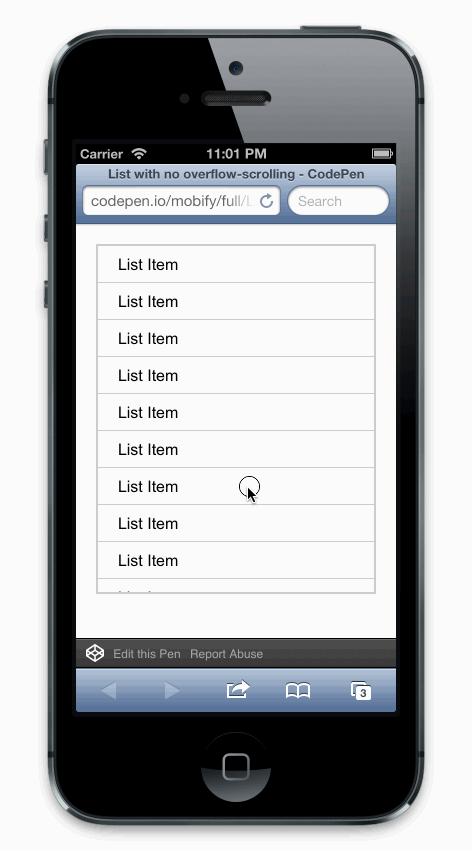 Carrier 11:01 PM
List with no overflow-scrolling - CodePen
codepen.io/mobify/full/L Search
List Item
List Item
List Item
List Item
List Item
List Item
List Item
List Item
List Item
Edit this Pen Report Abuse
3